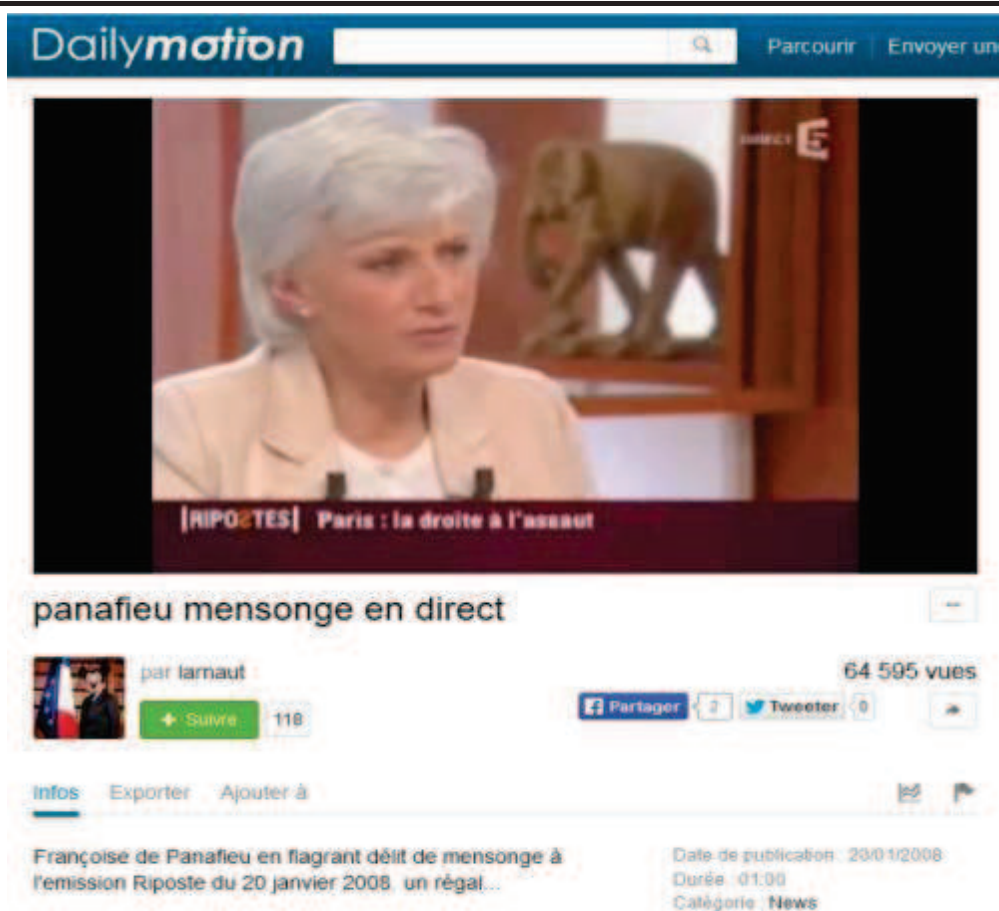 Dailymotion
Parcourir Envoyer un
DIRECT 5
|RIPOSTES| Paris : la droite à l'assaut
panafieu mensonge en direct
par larnaut
64 595 vues
+ Suivre 118
Partager 2 Tweeter 0
Infos Exporter Ajouter à
Françoise de Panafieu en flagrant délit de mensonge à
l'emission Riposte du 20 janvier 2008. un régal...
Date de publication : 20/01/2008
Durée : 01:00
Catégorie : News